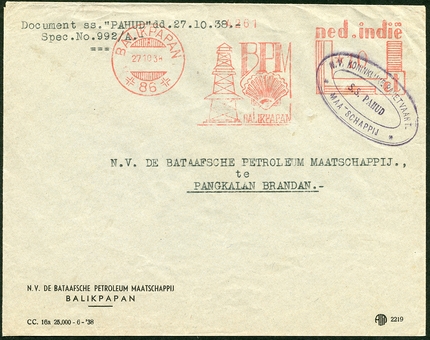 Document ss."PAHUD"dd.27.10.38.-
Spec.No.992/A.
===
BALIKPAPAN
27.10.38
86
BPM
BALIKPAPAN
ned.indië
N.V. KONINKLIJKE PAKETVAART
S.S. PAHUD
MAATSCHAPPIJ
N.V. DE BATAAFSCHE PETROLEUM MAATSCHAPPIJ.,
te
PANGKALAN BRANDAN.-
N.V. DE BATAAFSCHE PETROLEUM MAATSCHAPPIJ
BALIKPAPAN
CC. 16a 25,000 - 6 - '38
2219